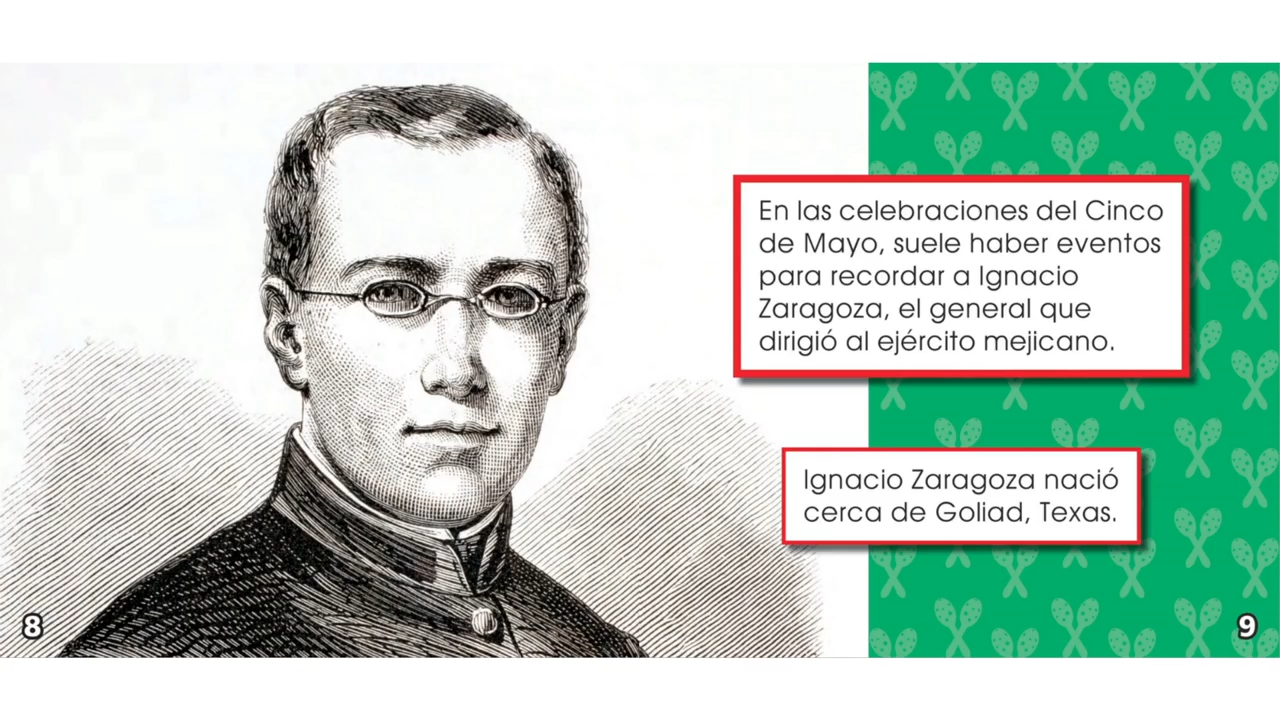 En las celebraciones del Cinco
de Mayo, suele haber eventos
para recordar a Ignacio
Zaragoza, el general que
dirigió al ejército mejicano.
Ignacio Zaragoza nació
cerca de Goliad, Texas.
8
9